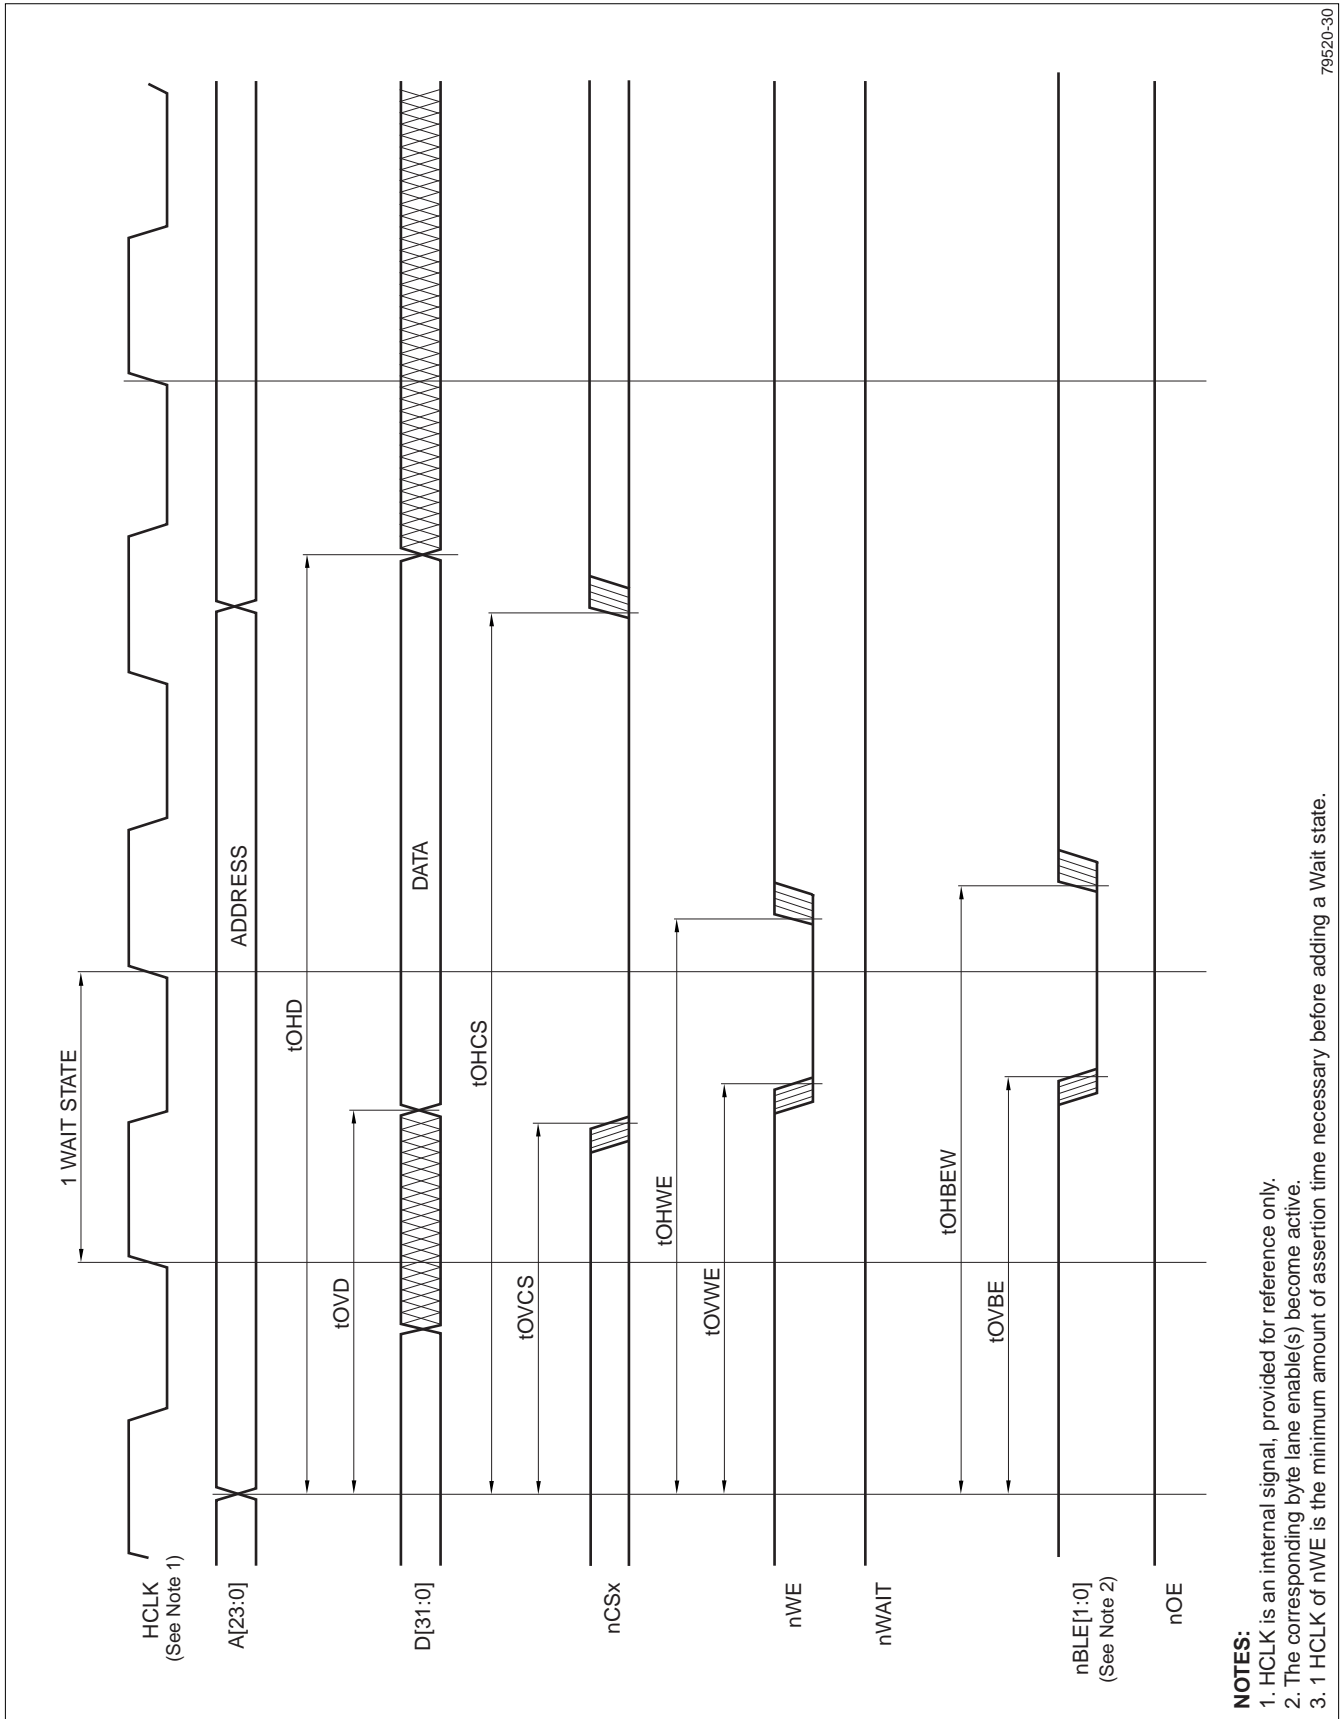 1 WAIT STATE
HCLK
(See Note 1)
A[23:0]
ADDRESS
tOHD
tOVD
D[31:0]
DATA
tOHCS
tOVCS
nCSx
tOHWE
tOVWE
nWE
nWAIT
tOHBEW
tOVBE
nBLE[1:0]
(See Note 2)
nOE
NOTES:
1. HCLK is an internal signal, provided for reference only.
2. The corresponding byte lane enable(s) become active.
3. 1 HCLK of nWE is the minimum amount of assertion time necessary before adding a Wait state.
79520-30